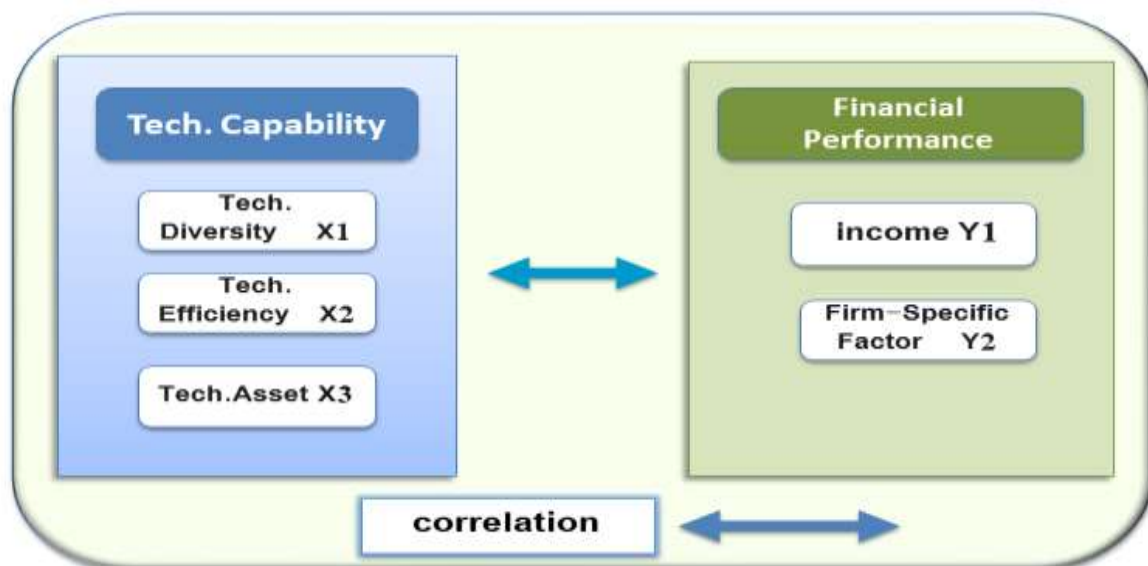 Tech. Capability
Tech.
Diversity X1
Tech.
Efficiency X2
Tech.Asset X3
Financial
Performance
income Y1
Firm-Specific
Factor Y2
correlation